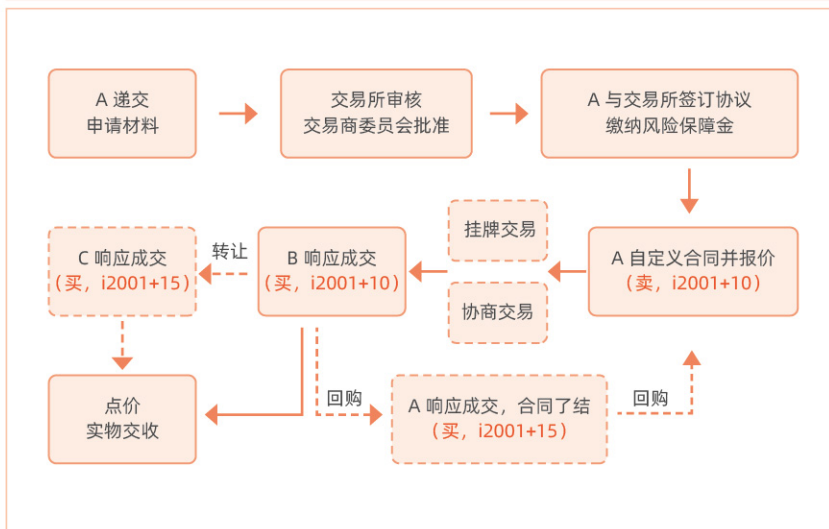 A 递交
申请材料
交易所审核
交易商委员会批准
A 与交易所签订协议
缴纳风险保障金
挂牌交易
协商交易
A 自定义合同并报价
（卖，i2001+10）
B 响应成交
（买，i2001+10）
转让
C 响应成交
（买，i2001+15）
点价
实物交收
回购
A 响应成交，合同了结
（买，i2001+15）
回购